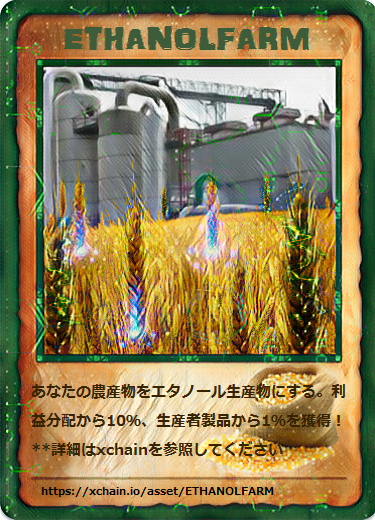 ETHANOLFARM
あなたの農産物をエタノール生産物にする。利
益分配から10%、生産者製品から1%を獲得！
**詳細はxchainを参照してください
https://xchain.io/asset/ETHANOLFARM